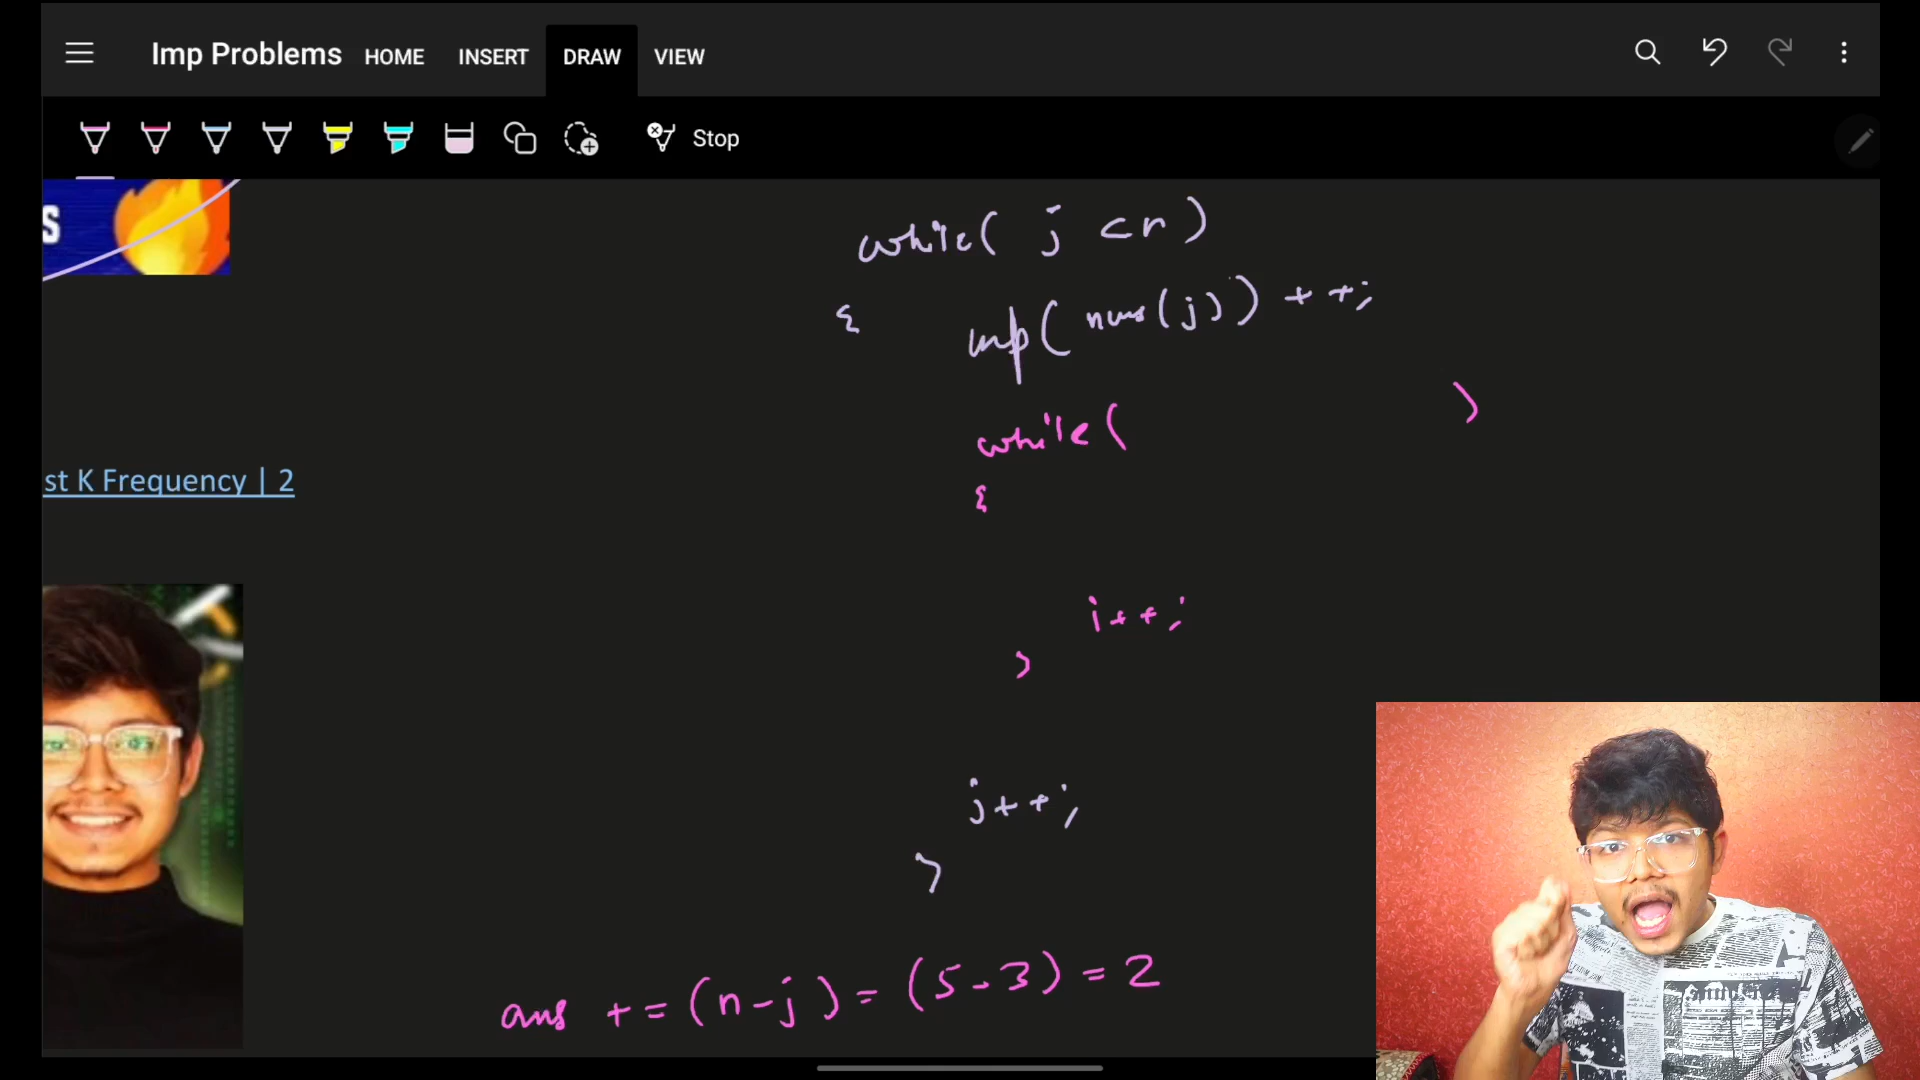 Imp Problems HOME INSERT DRAW VIEW
Stop
S
while( j < n )
{ mp( nums(j) ) ++;
while( )
st K Frequency | 2
{
i++;
}
j++;
}
ans += (n-j) = (5-3) = 2